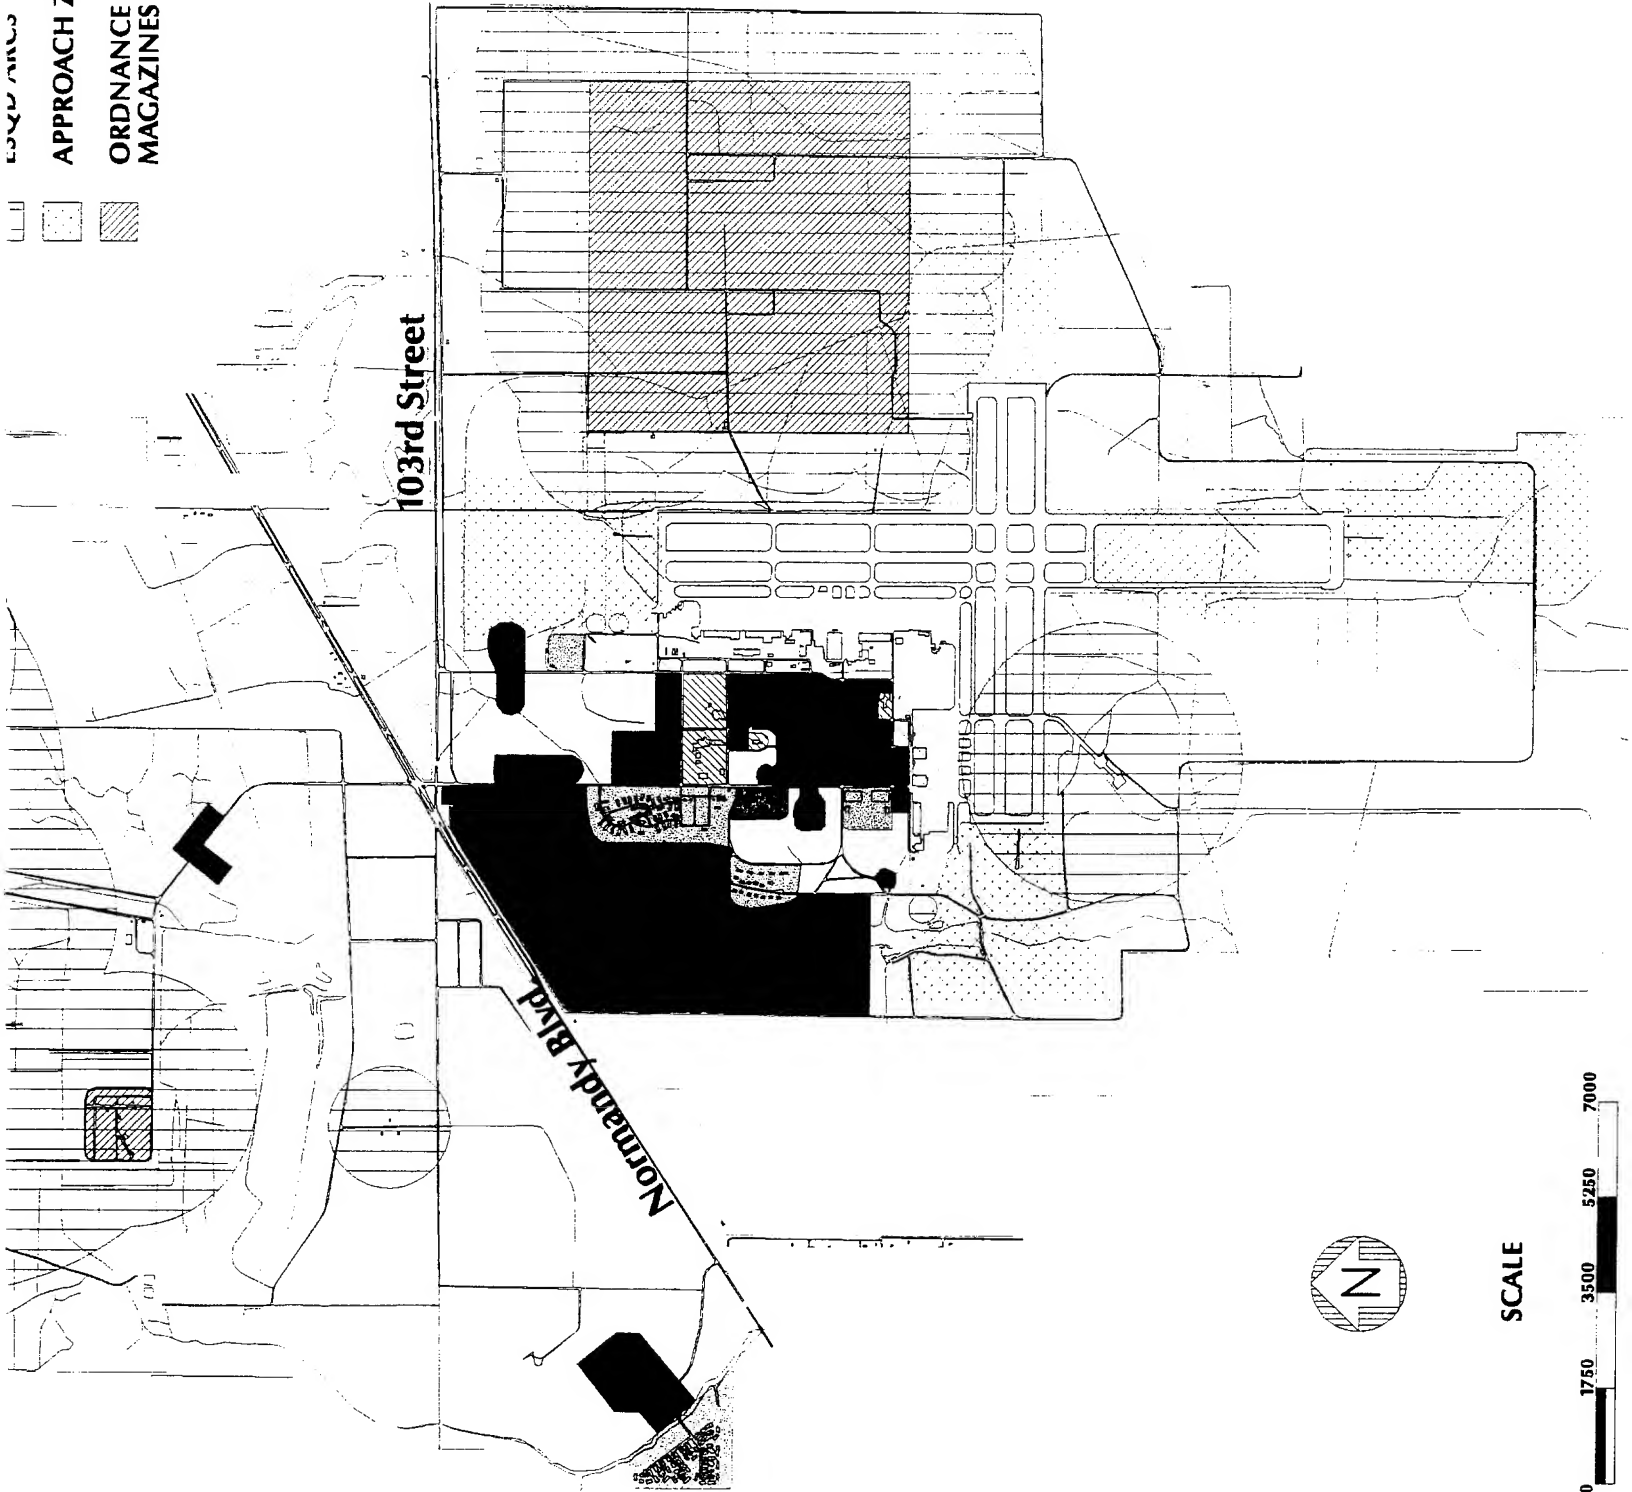 APPROACH
ORDNANCE
MAGAZINES
103rd Street
Normandy Blvd.
N
SCALE
0 1750 3500 5250 7000